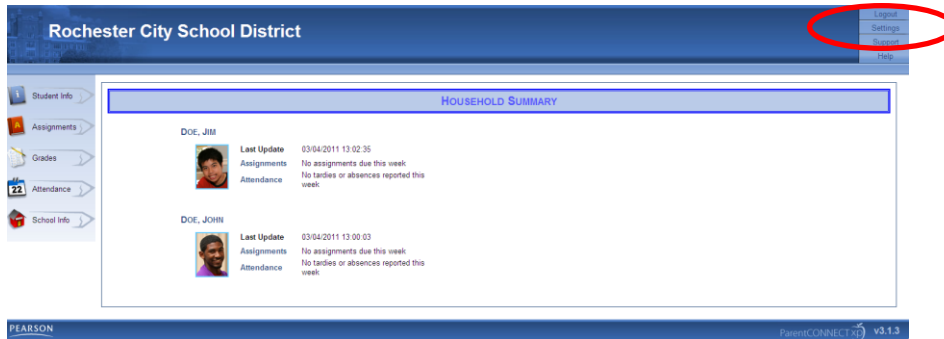 Rochester City School District
Logout
Settings
Support
Help
Student Info
Assignments
Grades
22 Attendance
School Info
HOUSEHOLD SUMMARY
DOE, JIM
Last Update 03/04/2011 13:02:35
Assignments No assignments due this week
Attendance No tardies or absences reported this
week
DOE, JOHN
Last Update 03/04/2011 13:00:03
Assignments No assignments due this week
Attendance No tardies or absences reported this
week
PEARSON
ParentCONNECTxp v3.1.3